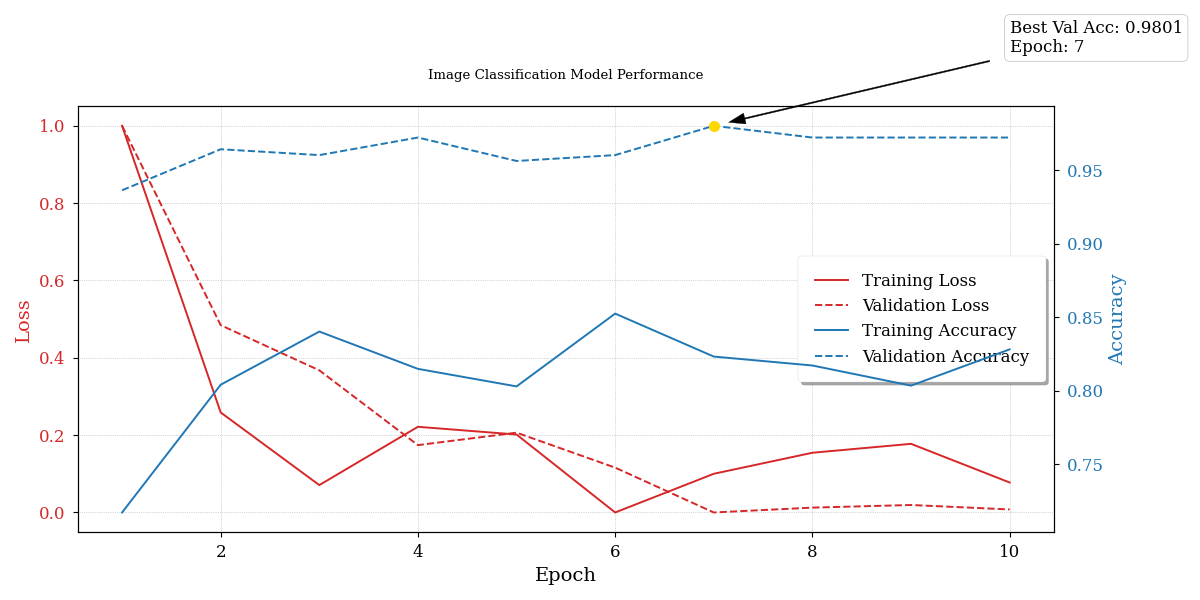 Best Val Acc: 0.9801
Epoch: 7
Image Classification Model Performance
1.0
0.8
0.6
0.4
0.2
0.0
Loss
0.95
0.90
0.85
0.80
0.75
Accuracy
Training Loss
Validation Loss
Training Accuracy
Validation Accuracy
2 4 6 8 10
Epoch